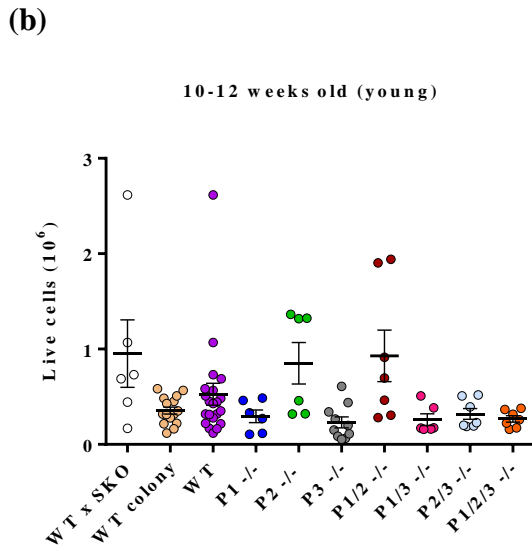 (b)
10-12 weeks old (young)
Live cells (10⁶)
3
2
1
0
WT x SKO
WT colony
WT
P1 -/-
P2 -/-
P3 -/-
P1/2 -/-
P1/3 -/-
P2/3 -/-
P1/2/3 -/-